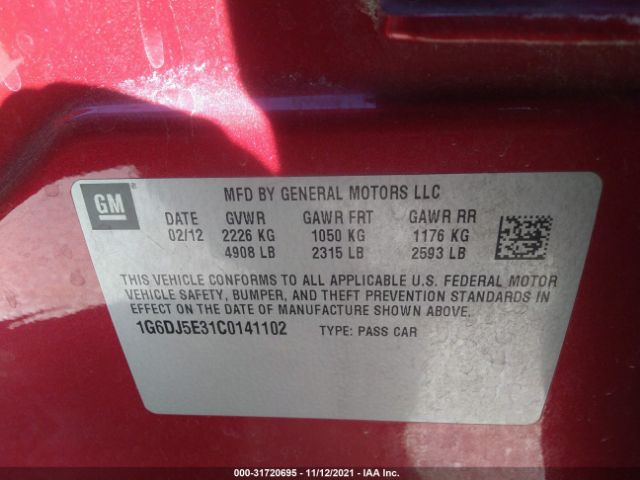 GM ®
MFD BY GENERAL MOTORS LLC
DATE GVWR GAWR FRT GAWR RR
02/12 2226 KG 1050 KG 1176 KG
4908 LB 2315 LB 2593 LB
THIS VEHICLE CONFORMS TO ALL APPLICABLE U.S. FEDERAL MOTOR
VEHICLE SAFETY, BUMPER, AND THEFT PREVENTION STANDARDS
IN EFFECT ON THE DATE OF MANUFACTURE SHOWN ABOVE.
1G6DJ5E31C0141102 TYPE: PASS CAR
000-31720695 - 11/12/2021 - IAA Inc.